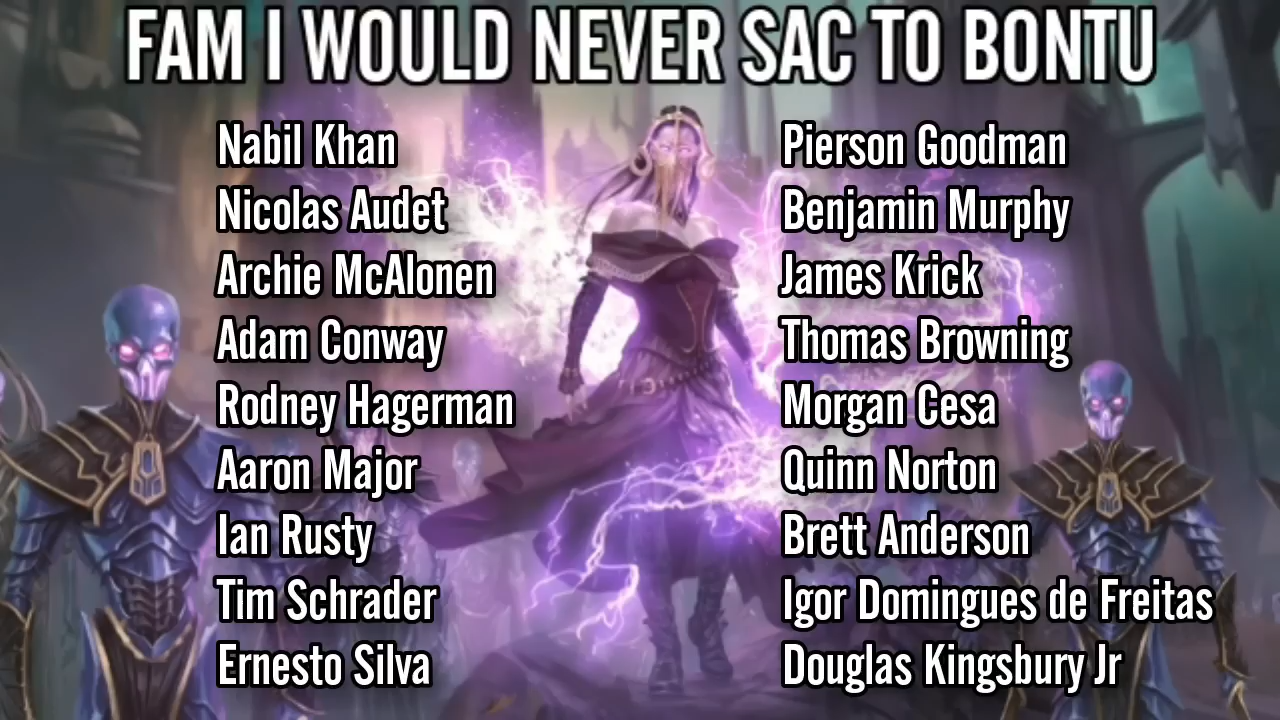 FAM I WOULD NEVER SAC TO BONTU
Nabil Khan
Nicolas Audet
Archie McAlonen
Adam Conway
Rodney Hagerman
Aaron Major
Ian Rusty
Tim Schrader
Ernesto Silva
Pierson Goodman
Benjamin Murphy
James Krick
Thomas Browning
Morgan Cesa
Quinn Norton
Brett Anderson
Igor Domingues de Freitas
Douglas Kingsbury Jr